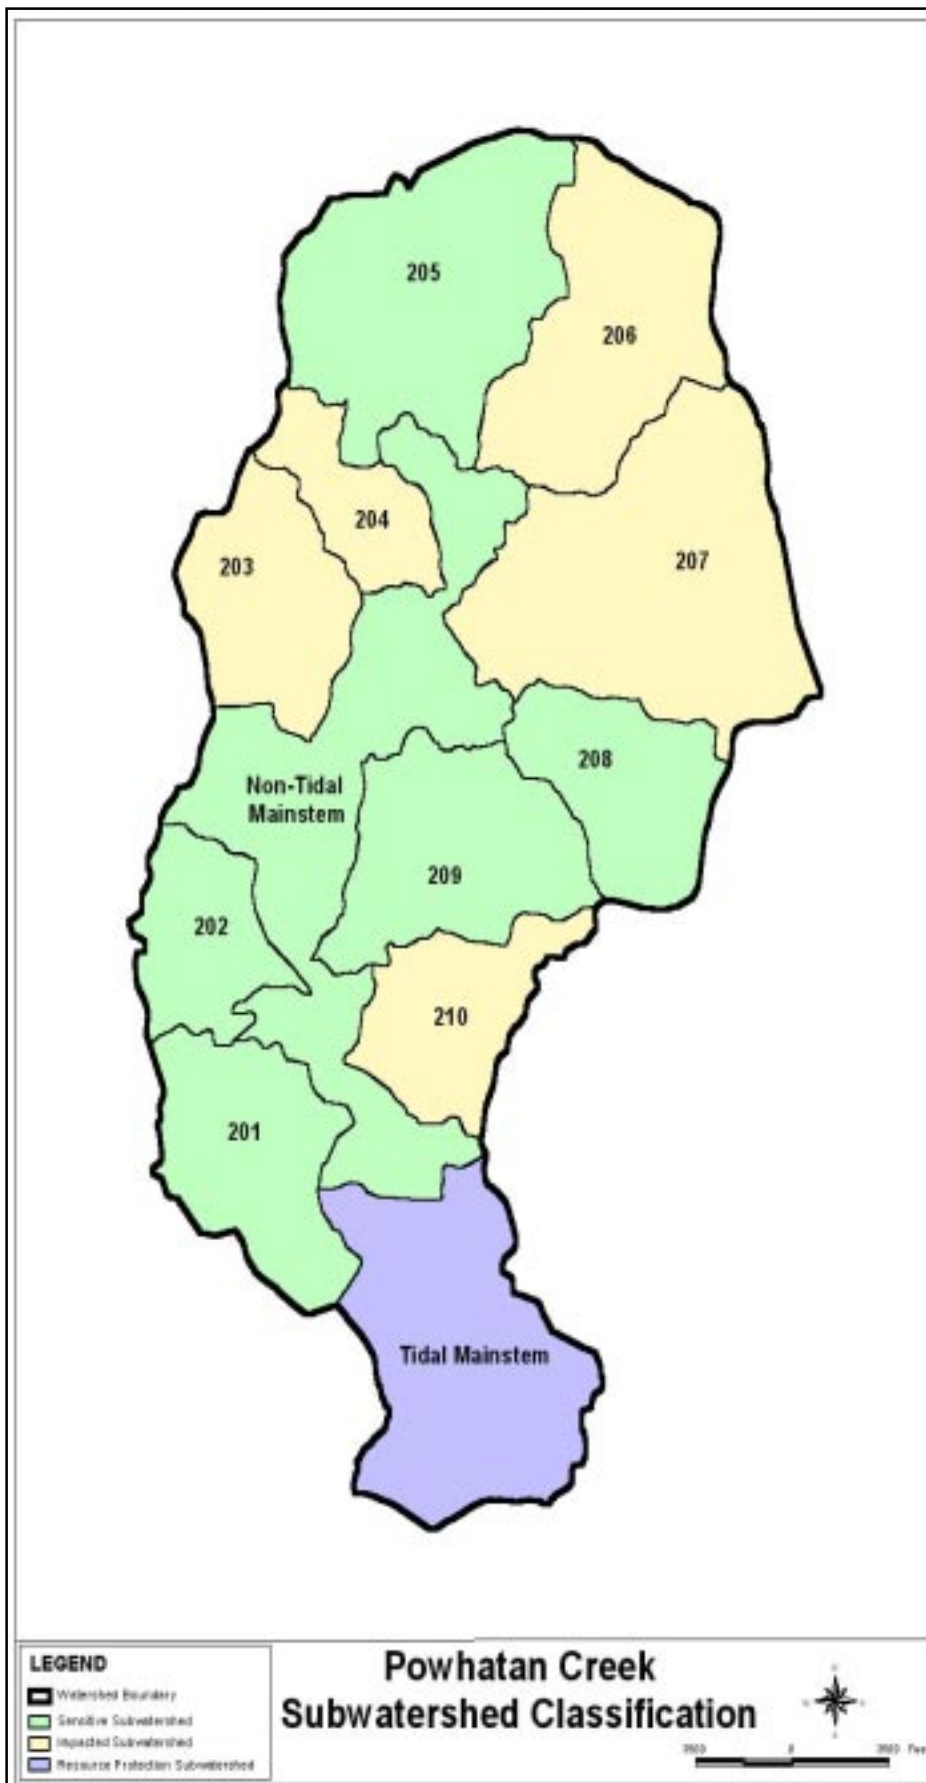 205
206
204
203
207
208
Non-Tidal
Mainstem
209
202
210
201
Tidal Mainstem
LEGEND
Watershed Boundary
Sensitive Subwatershed
Impacted Subwatershed
Resource Protection Subwatershed
Powhatan Creek
Subwatershed Classification
0